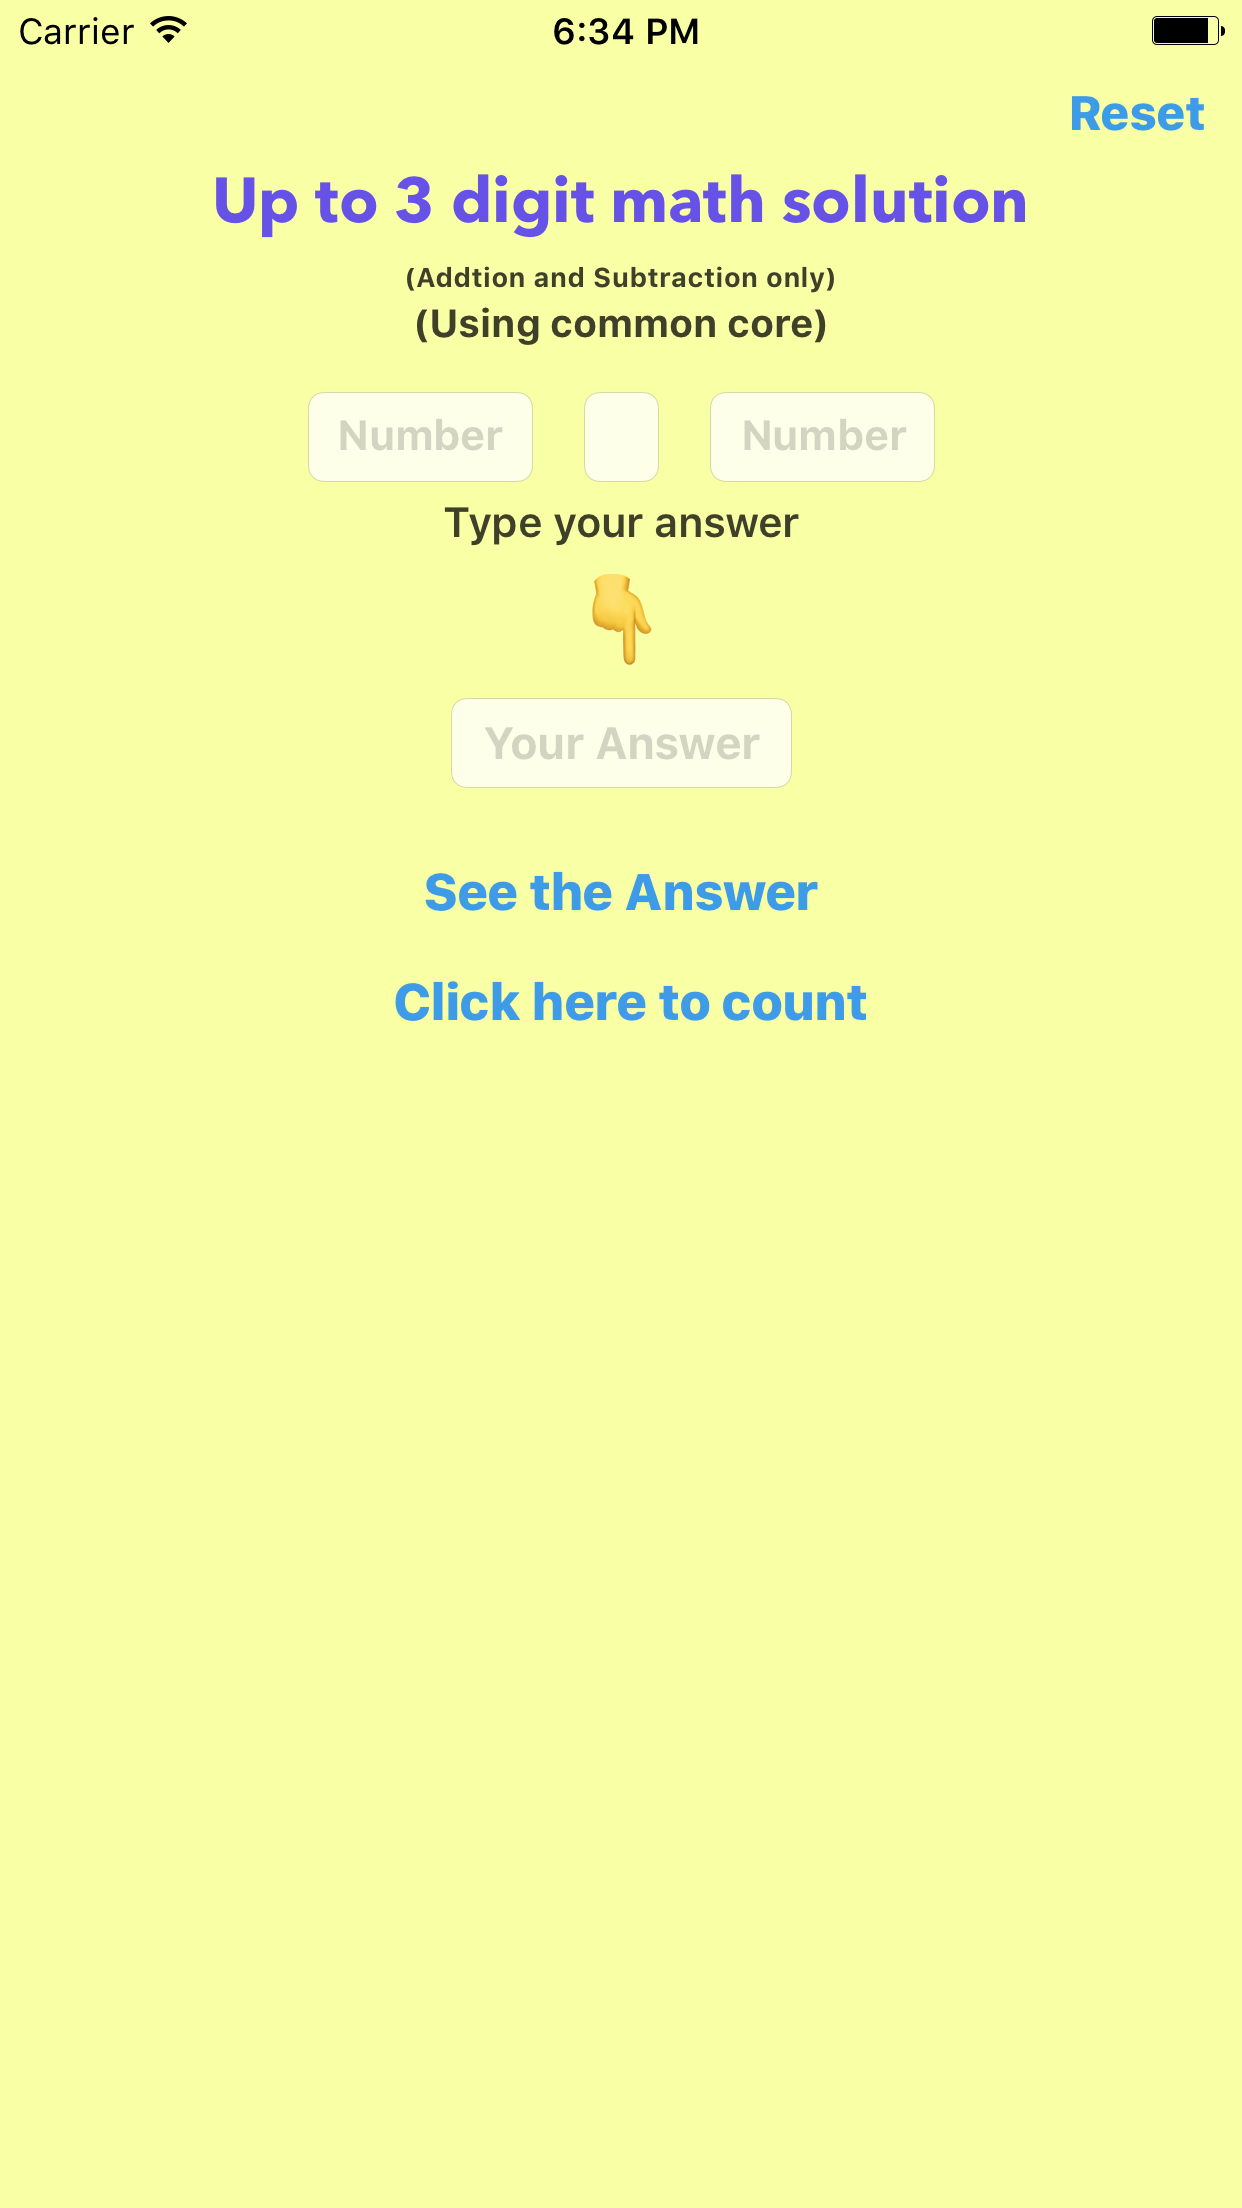 Carrier 6:34 PM
Reset
Up to 3 digit math solution
(Addtion and Subtraction only)
(Using common core)
Number Number
Type your answer
Your Answer
See the Answer
Click here to count